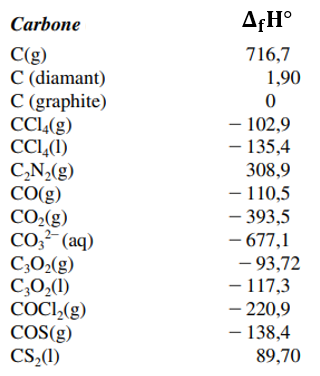 Carbone ΔfH°
C(g) 716,7
C (diamant) 1,90
C (graphite) 0
CCl₄(g) – 102,9
CCl₄(l) – 135,4
C₂N₂(g) 308,9
CO(g) – 110,5
CO₂(g) – 393,5
CO₃²⁻ (aq) – 677,1
C₃O₂(g) – 93,72
C₃O₂(l) – 117,3
COCl₂(g) – 220,9
COS(g) – 138,4
CS₂(l) 89,70